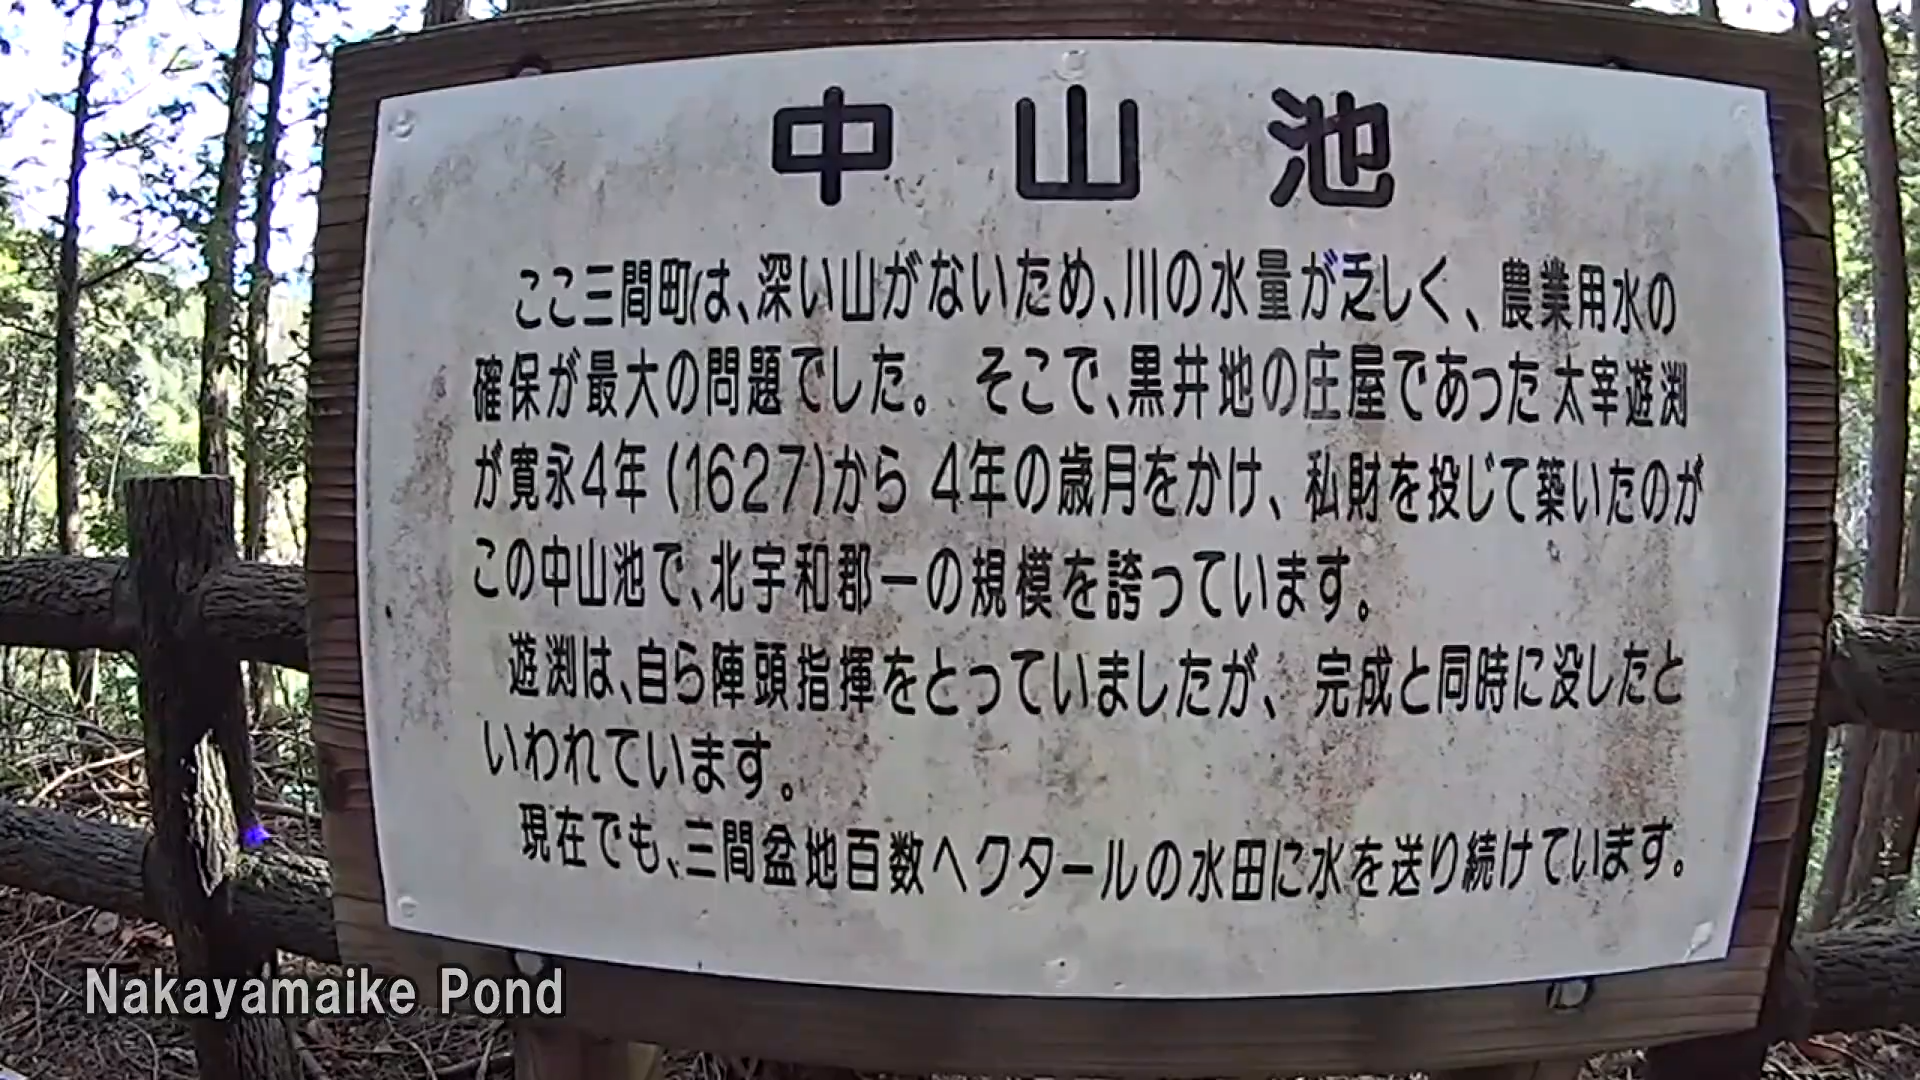 中山池
ここ三間町は、深い山がないため、川の水量が乏しく、農業用水の
確保が最大の問題でした。 そこで、黒井地の庄屋であった太宰遊渕
が寛永4年(1627)から 4年の歳月をかけ、私財を投じて築いたのが
この中山池で、北宇和郡一の規模を誇っています。
遊渕は、自ら陣頭指揮をとっていましたが、完成と同時に没したと
いわれています。
現在でも、三間盆地百数ヘクタールの水田に水を送り続けています。
Nakayamaike Pond